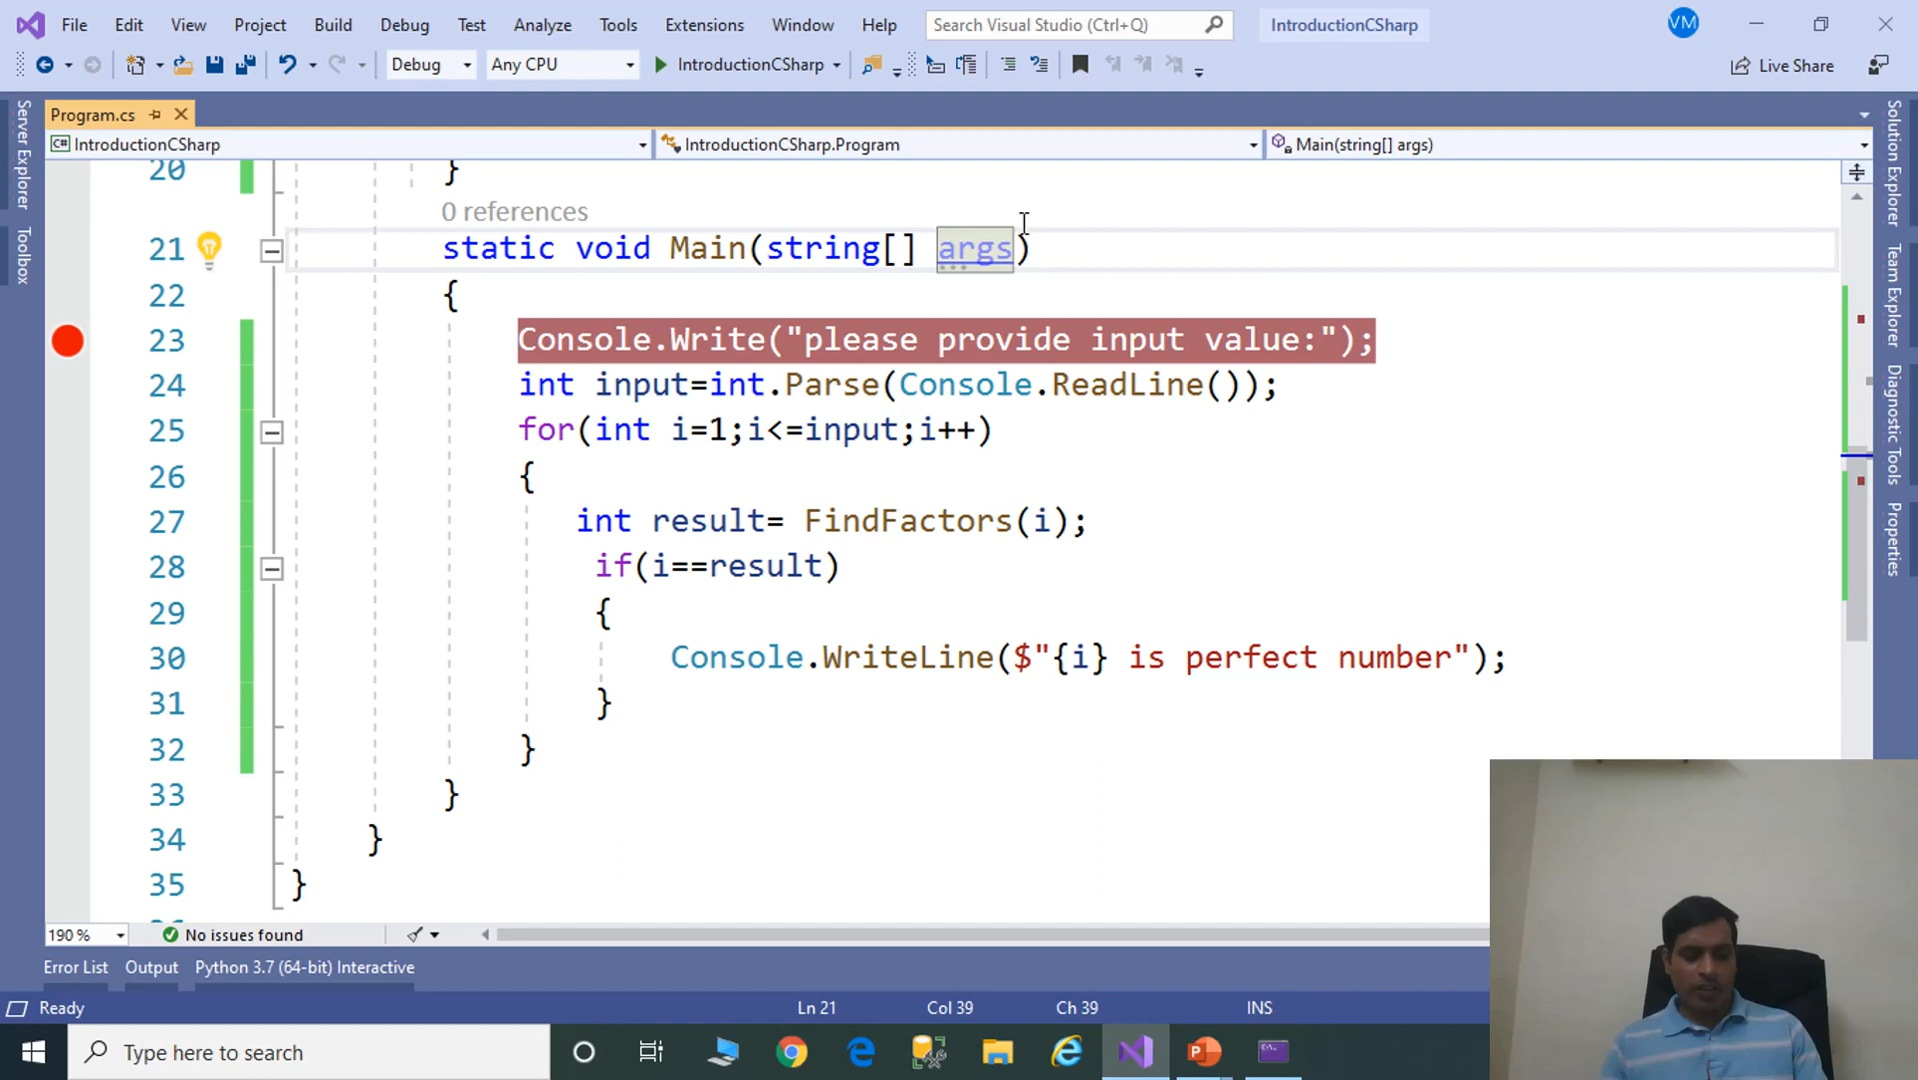 File Edit View Project Build Debug Test Analyze Tools Extensions Window Help Search Visual Studio (Ctrl+Q) IntroductionCSharp VM
Debug Any CPU IntroductionCSharp Live Share
Program.cs
IntroductionCSharp IntroductionCSharp.Program Main(string[] args)
Server Explorer
Toolbox
Solution Explorer
Team Explorer
Diagnostic Tools
Properties
20 }
0 references
21 static void Main(string[] args)
22 {
23 Console.Write("please provide input value:");
24 int input=int.Parse(Console.ReadLine());
25 for(int i=1;i<=input;i++)
26 {
27 int result= FindFactors(i);
28 if(i==result)
29 {
30 Console.WriteLine($"{i} is perfect number");
31 }
32 }
33 }
34 }
35 }
190 % No issues found
Error List Output Python 3.7 (64-bit) Interactive
Ready Ln 21 Col 39 Ch 39 INS
Type here to search